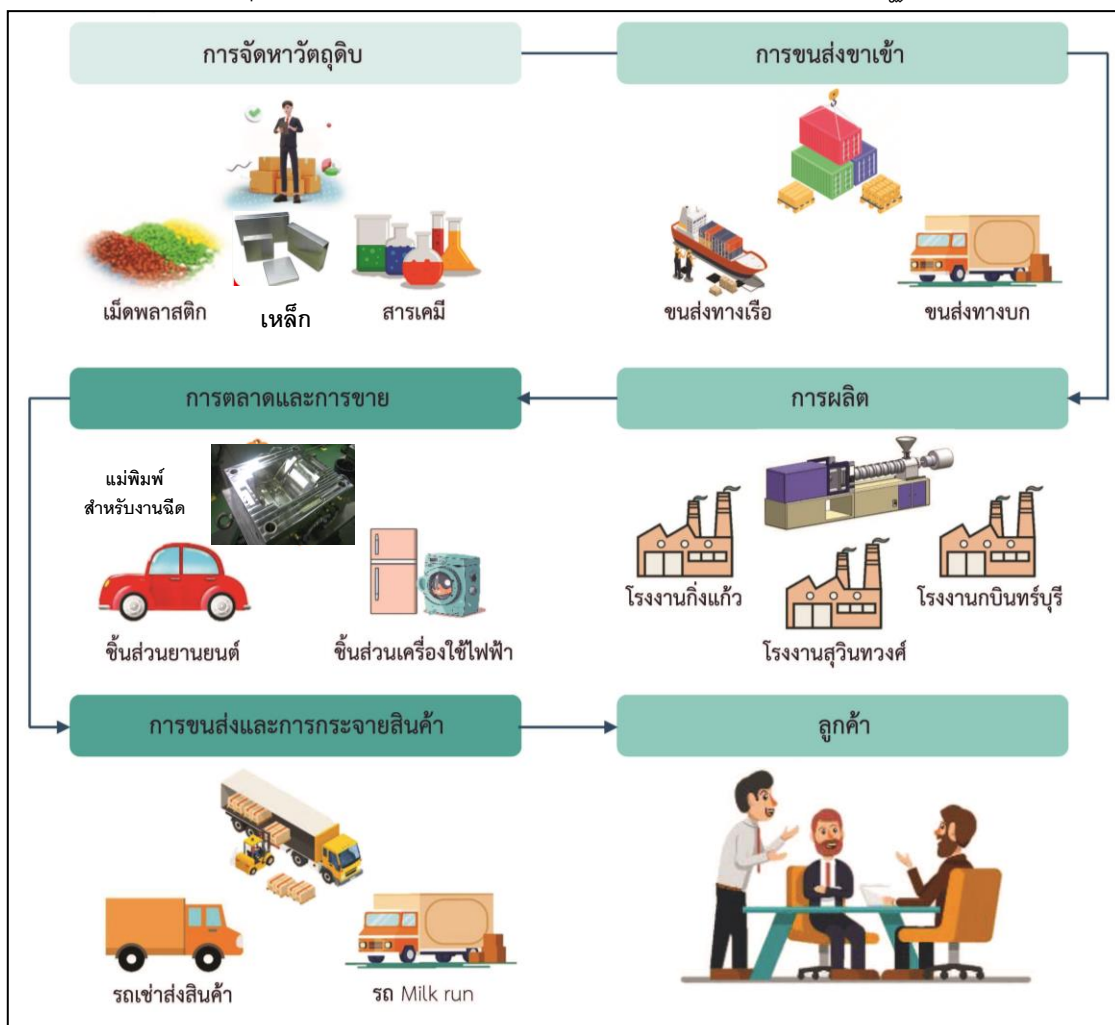 การจัดหาวัตถุดิบ
การขนส่งขาเข้า
เม็ดพลาสติก
เหล็ก
สารเคมี
ขนส่งทางเรือ
ขนส่งทางบก
การตลาดและการขาย
การผลิต
แม่พิมพ์
สำหรับงานฉีด
ชิ้นส่วนยานยนต์
ชิ้นส่วนเครื่องใช้ไฟฟ้า
โรงงานกิ่งแก้ว
โรงงานสุวินทวงศ์
โรงงานกบินทร์บุรี
การขนส่งและการกระจายสินค้า
ลูกค้า
รถเช่าส่งสินค้า
รถ Milk run